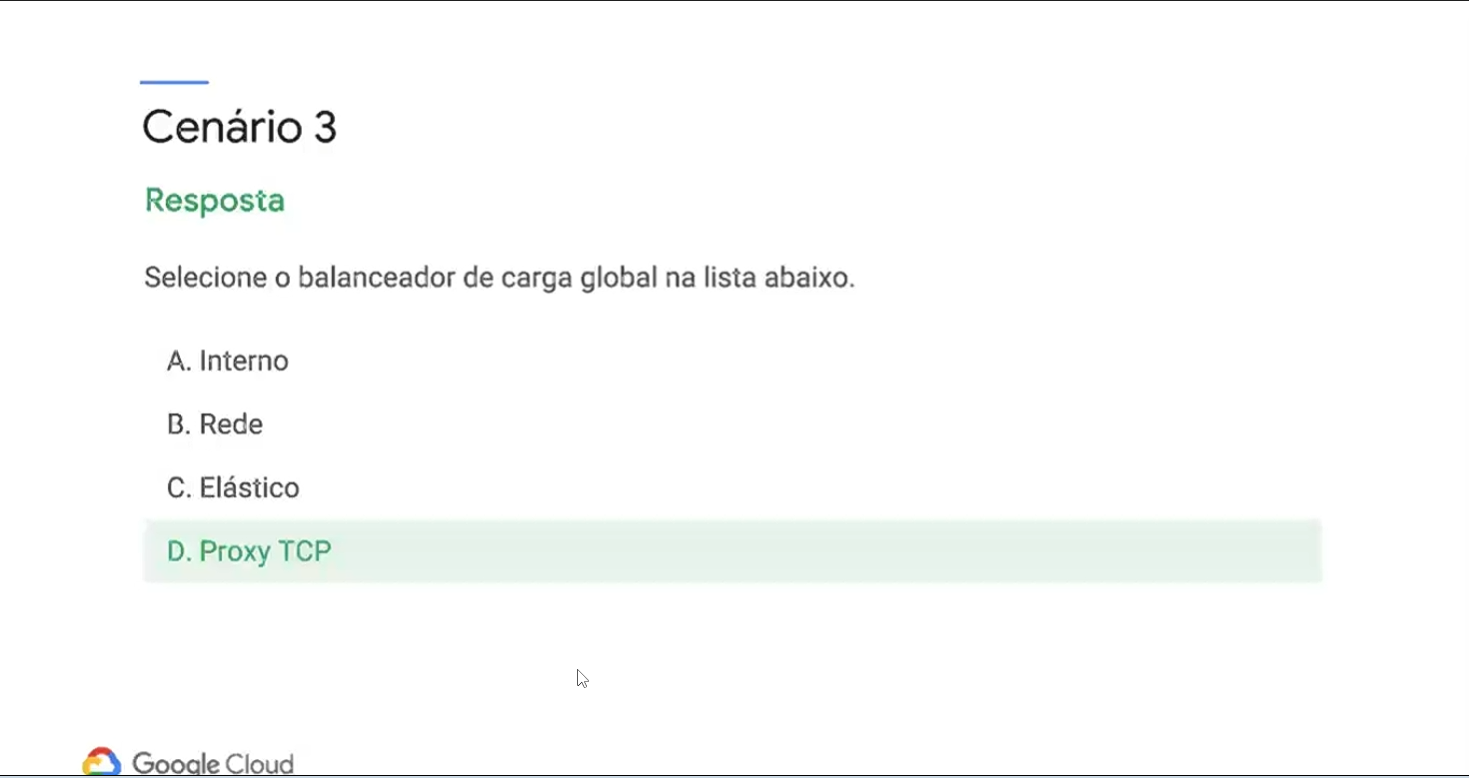 Cenário 3
Resposta
Selecione o balanceador de carga global na lista abaixo.
A. Interno
B. Rede
C. Elástico
D. Proxy TCP
Google Cloud